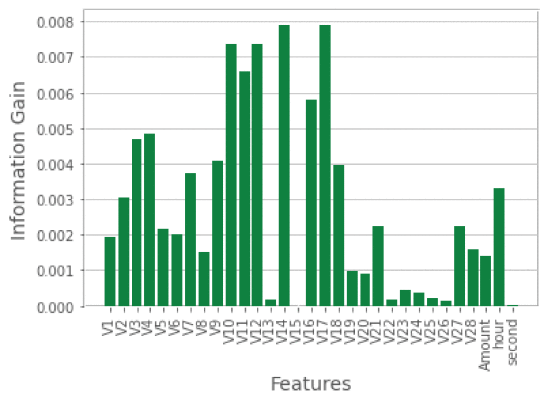 Information Gain
0.008
0.007
0.006
0.005
0.004
0.003
0.002
0.001
0.000
V1
V2
V3
V4
V5
V6
V7
V8
V9
V10
V11
V12
V13
V14
V15
V16
V17
V18
V19
V20
V21
V22
V23
V24
V25
V26
V27
V28
Amount
hour
second
Features